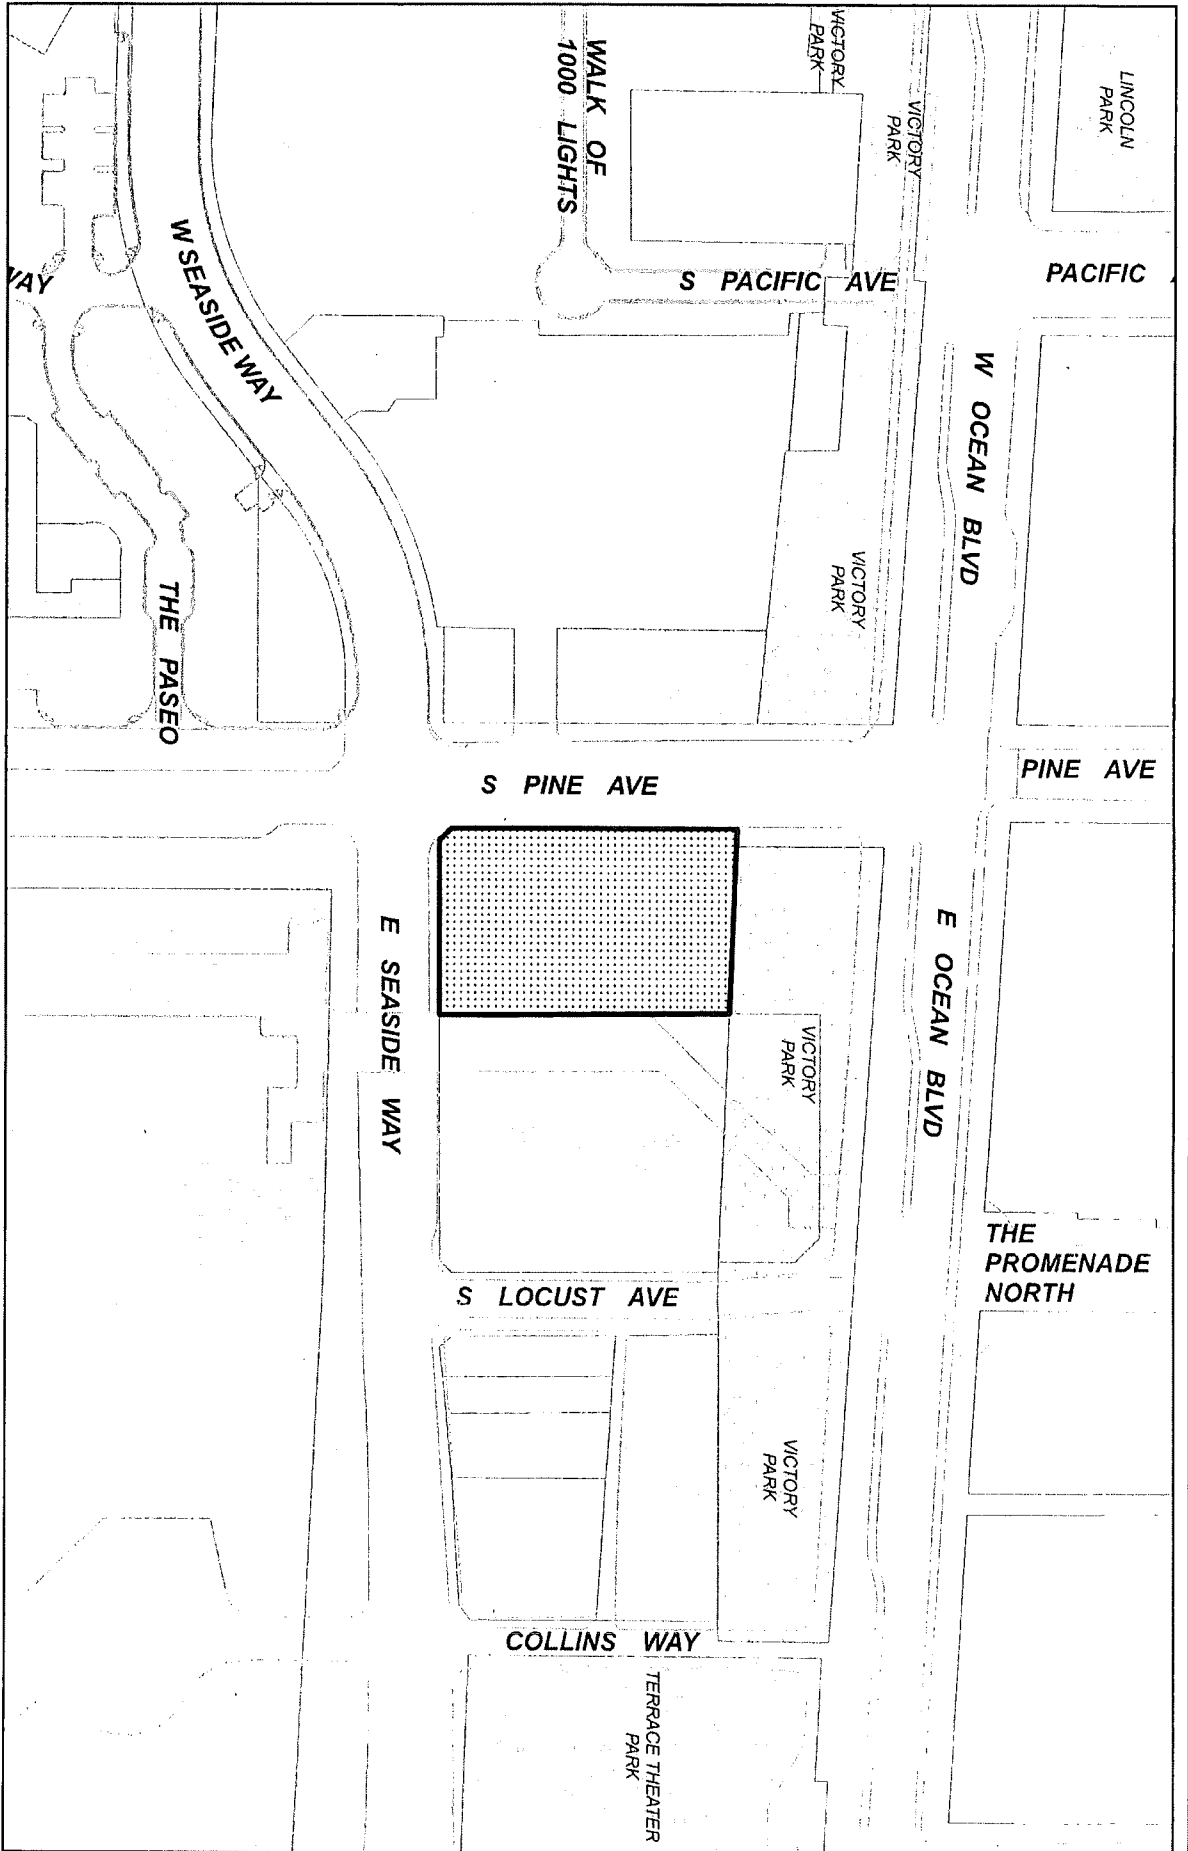 LINCOLN
PARK
VICTORY
PARK
VICTORY
PARK
WALK OF
1000 LIGHTS
S PACIFIC AVE
PACIFIC
W SEASIDE WAY
WAY
W OCEAN BLVD
VICTORY
PARK
THE PASEO
S PINE AVE
PINE AVE
E SEASIDE WAY
E OCEAN BLVD
VICTORY
PARK
THE
PROMENADE
NORTH
S LOCUST AVE
VICTORY
PARK
COLLINS WAY
TERRACE THEATER
PARK